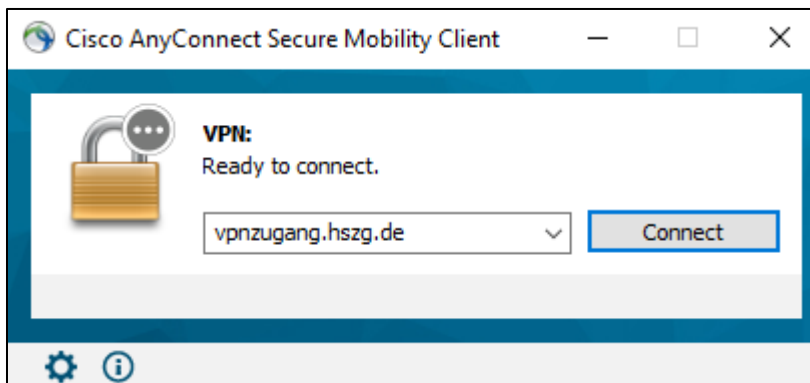 Cisco AnyConnect Secure Mobility Client
VPN:
Ready to connect.
vpnzugang.hszg.de
Connect